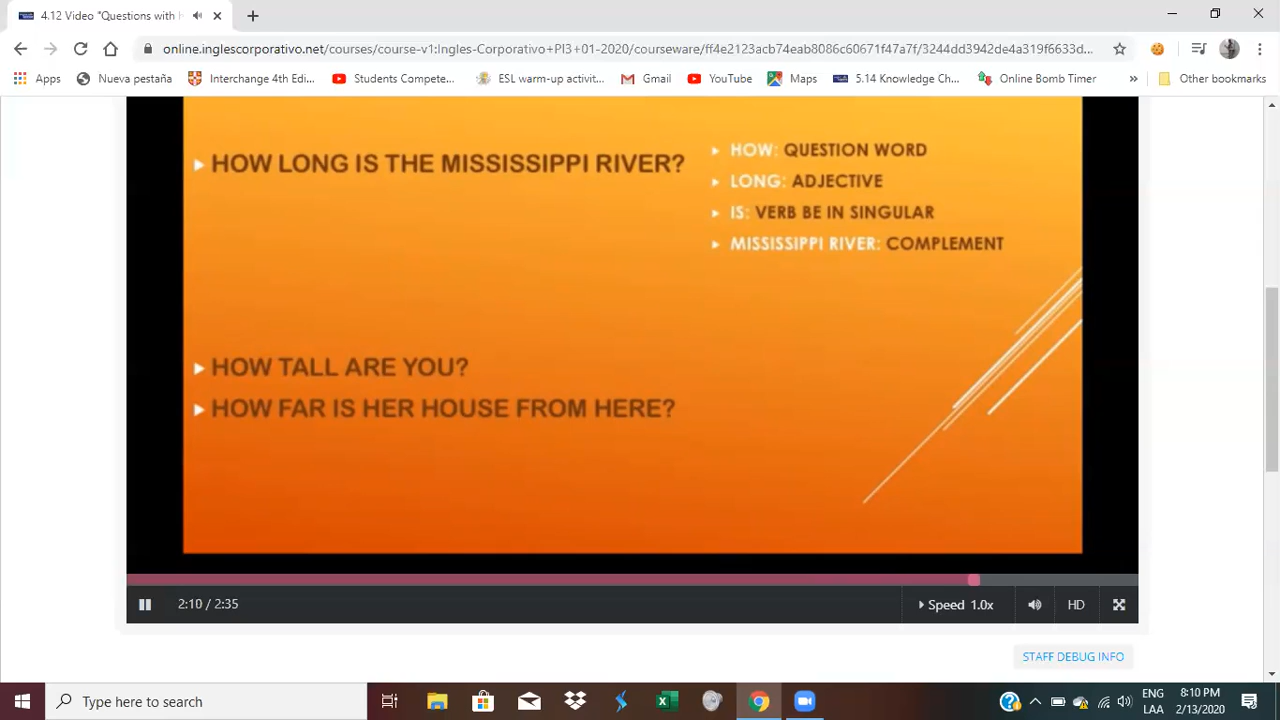 4.12 Video "Questions with
online.inglescorporativo.net/courses/course-v1:Ingles-Corporativo+PI3+01-2020/courseware/ff4e2123acb74eab8086c60671f47a7f/3244dd3942de4a319f6633d...
Apps
Nueva pestaña
Interchange 4th Edi...
Students Compete...
ESL warm-up activit...
Gmail
YouTube
Maps
5.14 Knowledge Ch...
Online Bomb Timer
»
Other bookmarks
HOW LONG IS THE MISSISSIPPI RIVER?
HOW: QUESTION WORD
LONG: ADJECTIVE
IS: VERB BE IN SINGULAR
MISSISSIPPI RIVER: COMPLEMENT
HOW TALL ARE YOU?
HOW FAR IS HER HOUSE FROM HERE?
2:10 / 2:35
Speed 1.0x
HD
STAFF DEBUG INFO
Type here to search
ENG
LAA
8:10 PM
2/13/2020